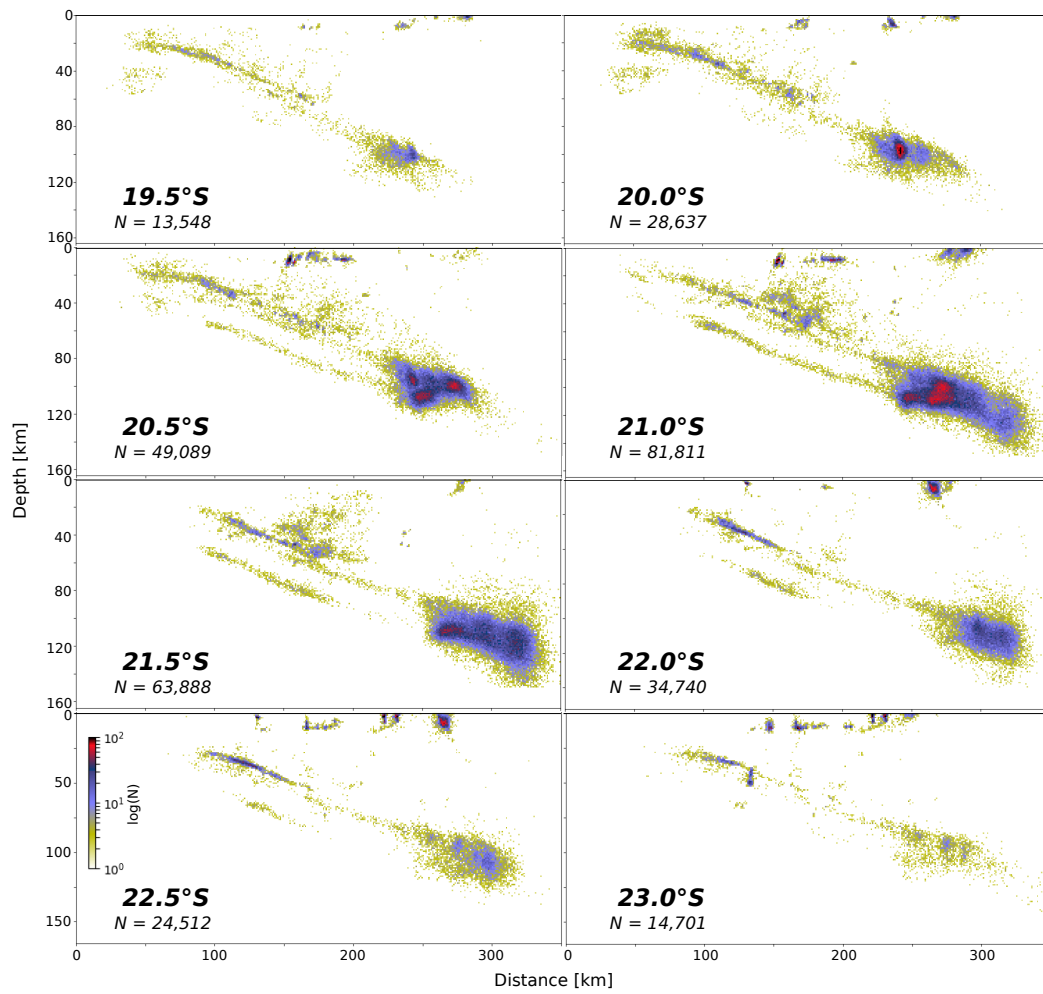 0
40
80
120
160
19.5°S
N = 13,548
20.0°S
N = 28,637
0
40
80
120
160
20.5°S
N = 49,089
21.0°S
N = 81,811
Depth [km]
0
40
80
120
160
21.5°S
N = 63,888
22.0°S
N = 34,740
0
50
100
150
10²
10¹
10⁰
log(N)
22.5°S
N = 24,512
23.0°S
N = 14,701
0 100 200 300 0 100 200 300
Distance [km]